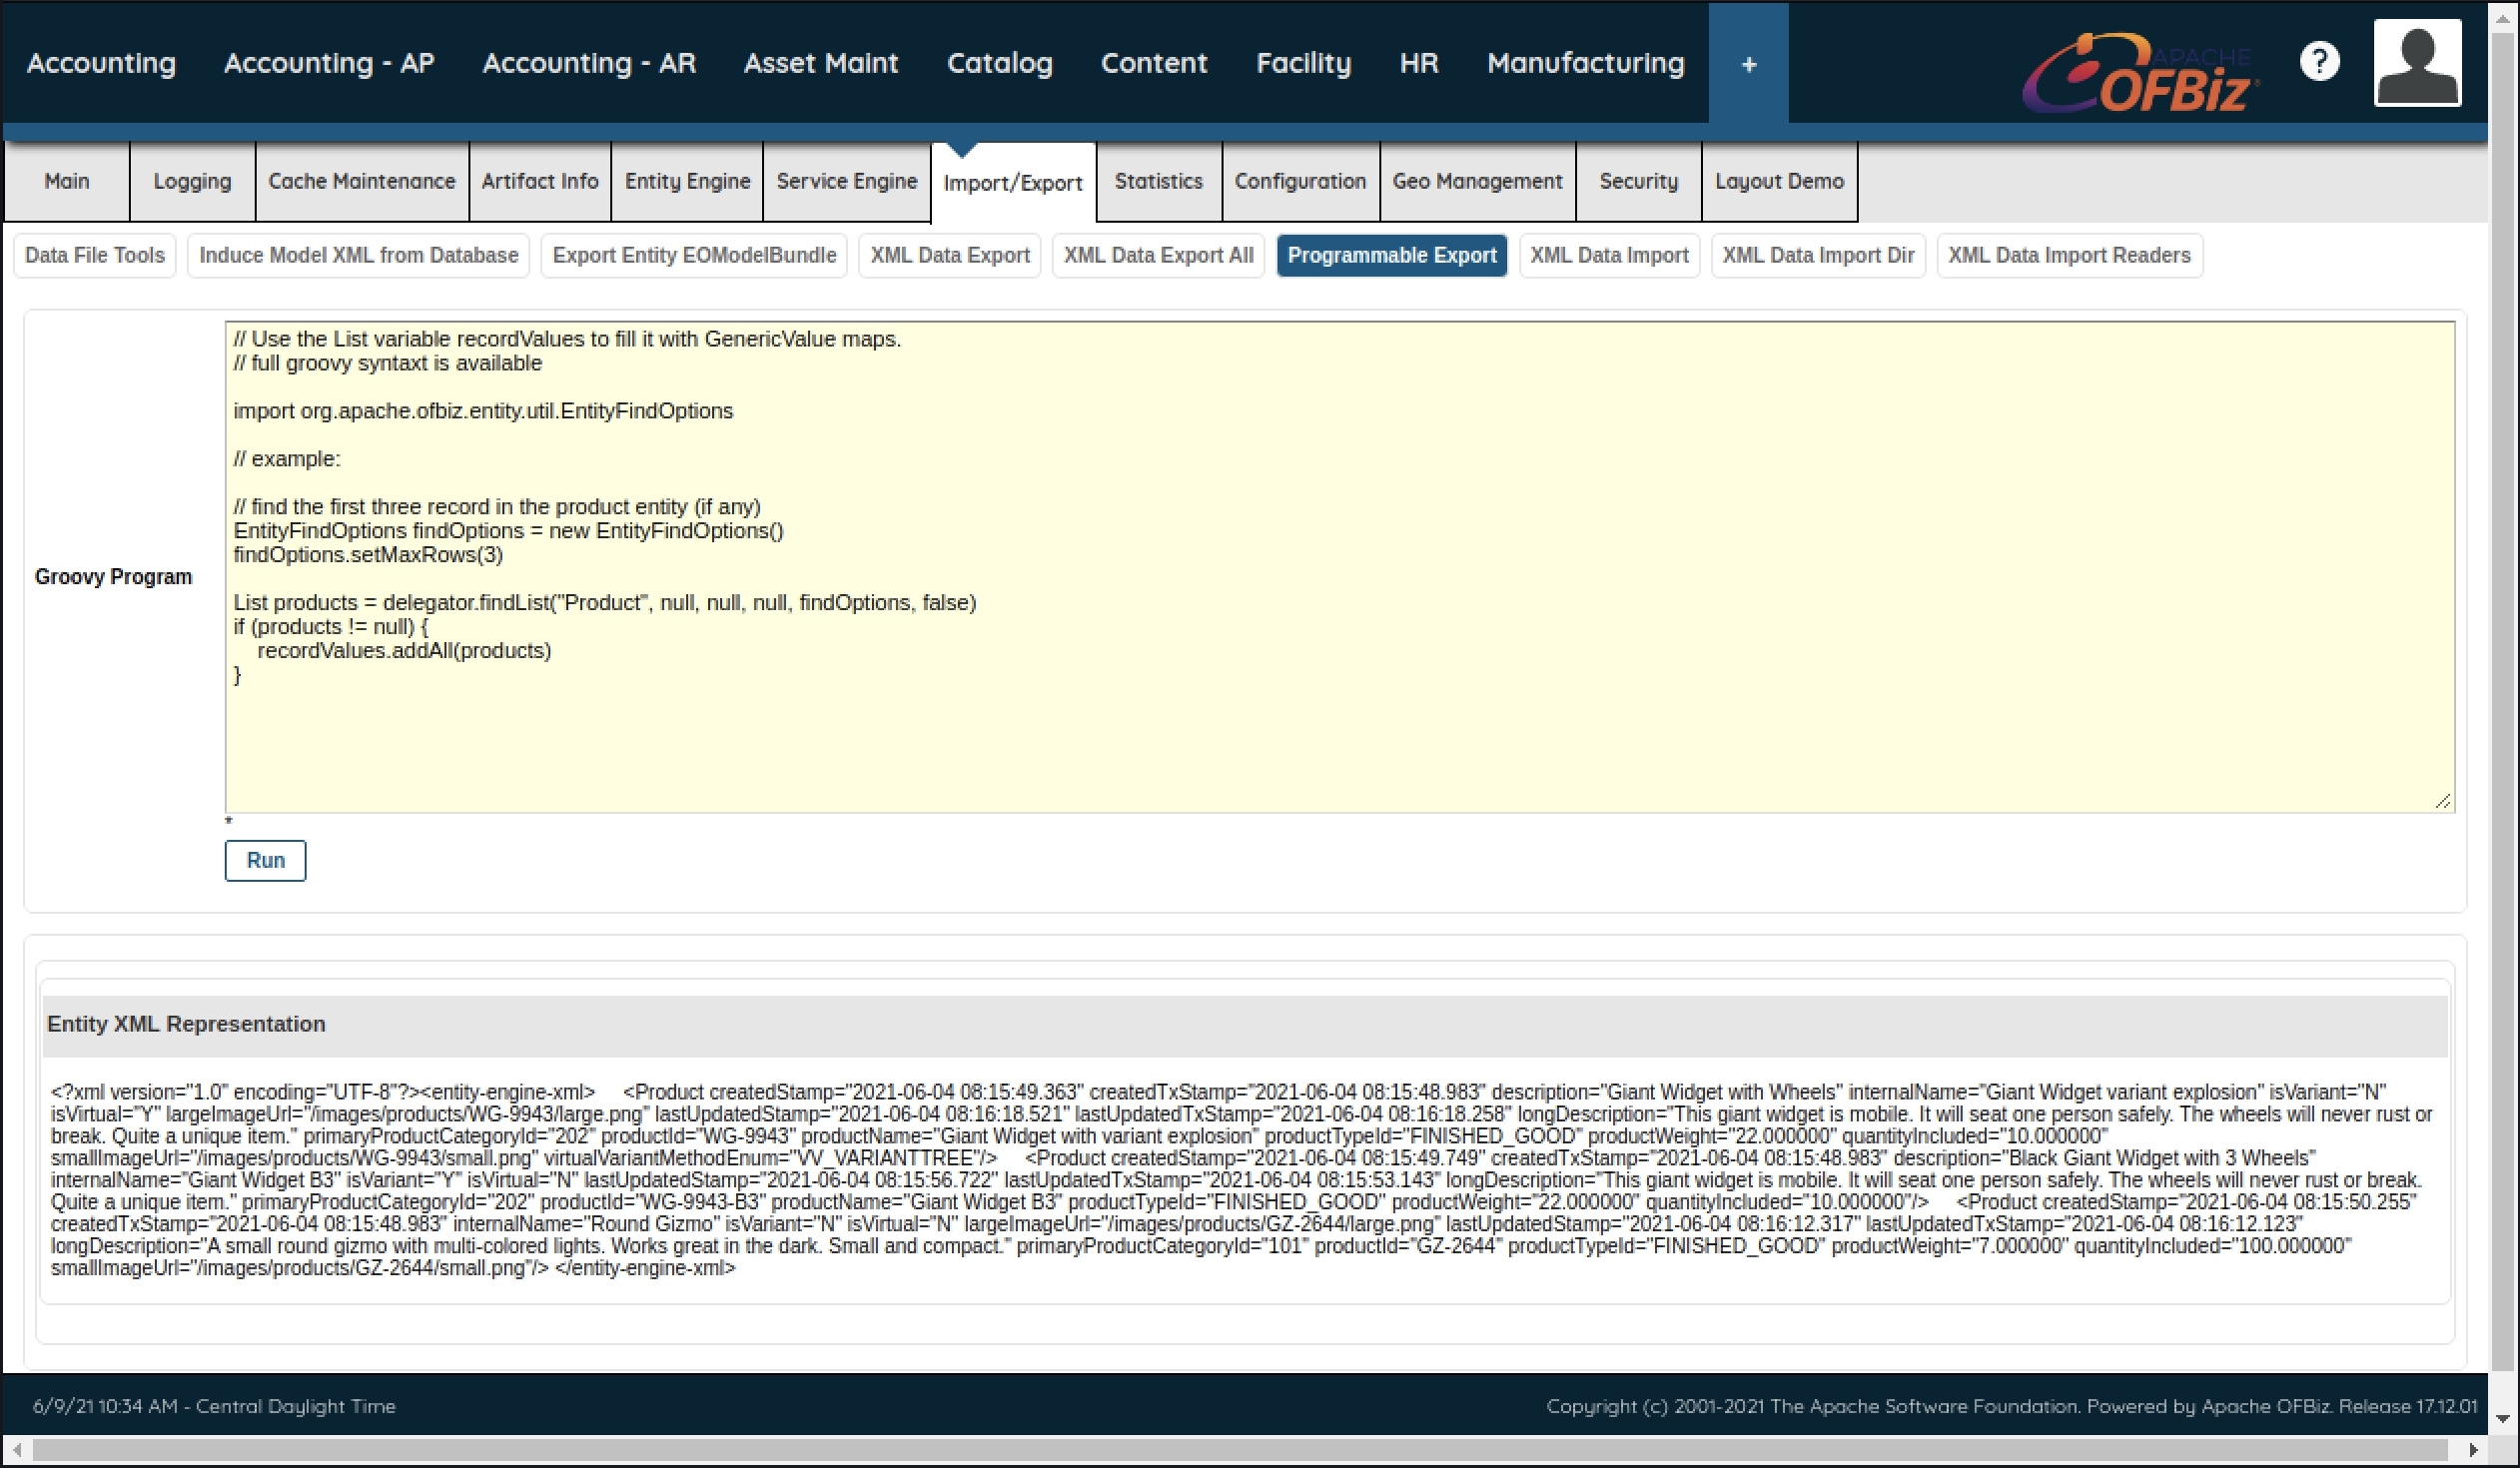 Accounting Accounting - AP Accounting - AR Asset Maint Catalog Content Facility HR Manufacturing + APACHE OFBiz ?
Main Logging Cache Maintenance Artifact Info Entity Engine Service Engine Import/Export Statistics Configuration Geo Management Security Layout Demo
Data File Tools Induce Model XML from Database Export Entity EOModelBundle XML Data Export XML Data Export All Programmable Export XML Data Import XML Data Import Dir XML Data Import Readers
// Use the List variable recordValues to fill it with GenericValue maps.
// full groovy syntaxt is available
import org.apache.ofbiz.entity.util.EntityFindOptions
// example:
// find the first three record in the product entity (if any)
EntityFindOptions findOptions = new EntityFindOptions()
findOptions.setMaxRows(3)
Groovy Program
List products = delegator.findList("Product", null, null, null, findOptions, false)
if (products != null) {
recordValues.addAll(products)
}
*
Run
Entity XML Representation
<?xml version="1.0" encoding="UTF-8"?><entity-engine-xml> <Product createdStamp="2021-06-04 08:15:49.363" createdTxStamp="2021-06-04 08:15:48.983" description="Giant Widget with Wheels" internalName="Giant Widget variant explosion" isVariant="N"
isVirtual="Y" largeImageUrl="/images/products/WG-9943/large.png" lastUpdatedStamp="2021-06-04 08:16:18.521" lastUpdatedTxStamp="2021-06-04 08:16:18.258" longDescription="This giant widget is mobile. It will seat one person safely. The wheels will never rust or
break. Quite a unique item." primaryProductCategoryId="202" productId="WG-9943" productName="Giant Widget with variant explosion" productTypeId="FINISHED_GOOD" productWeight="22.000000" quantityIncluded="10.000000"
smallImageUrl="/images/products/WG-9943/small.png" virtualVariantMethodEnum="VV_VARIANTTREE"/> <Product createdStamp="2021-06-04 08:15:49.749" createdTxStamp="2021-06-04 08:15:48.983" description="Black Giant Widget with 3 Wheels"
internalName="Giant Widget B3" isVariant="Y" isVirtual="N" lastUpdatedStamp="2021-06-04 08:15:56.722" lastUpdatedTxStamp="2021-06-04 08:15:53.143" longDescription="This giant widget is mobile. It will seat one person safely. The wheels will never rust or break.
Quite a unique item." primaryProductCategoryId="202" productId="WG-9943-B3" productName="Giant Widget B3" productTypeId="FINISHED_GOOD" productWeight="22.000000" quantityIncluded="10.000000"/> <Product createdStamp="2021-06-04 08:15:50.255"
createdTxStamp="2021-06-04 08:15:48.983" internalName="Round Gizmo" isVariant="N" isVirtual="N" largeImageUrl="/images/products/GZ-2644/large.png" lastUpdatedStamp="2021-06-04 08:16:12.317" lastUpdatedTxStamp="2021-06-04 08:16:12.123"
longDescription="A small round gizmo with multi-colored lights. Works great in the dark. Small and compact." primaryProductCategoryId="101" productId="GZ-2644" productTypeId="FINISHED_GOOD" productWeight="7.000000" quantityIncluded="100.000000"
smallImageUrl="/images/products/GZ-2644/small.png"/> </entity-engine-xml>
6/9/21 10:34 AM - Central Daylight Time Copyright (c) 2001-2021 The Apache Software Foundation. Powered by Apache OFBiz. Release 17.12.01